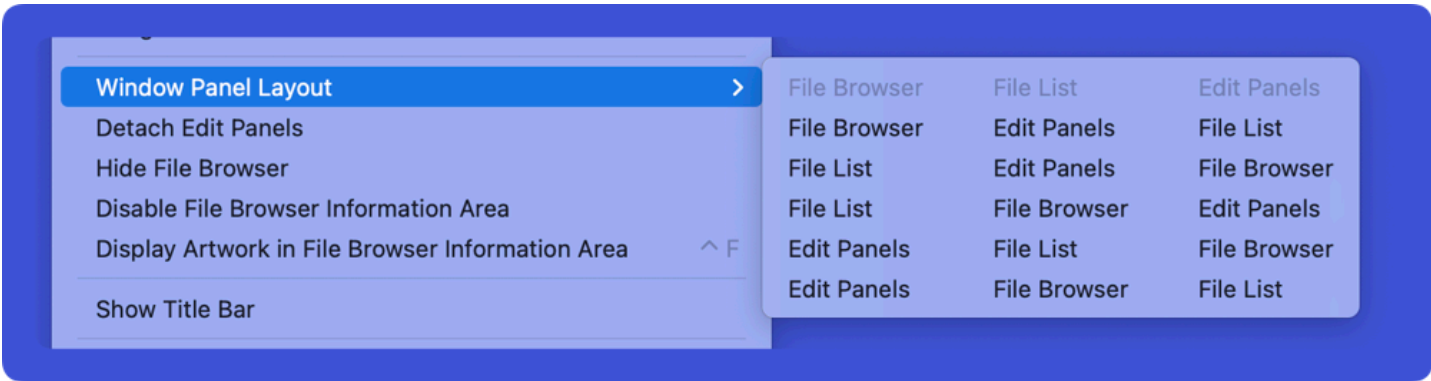 Window Panel Layout
Detach Edit Panels
Hide File Browser
Disable File Browser Information Area
Display Artwork in File Browser Information Area ^ F
Show Title Bar
File Browser File List Edit Panels
File Browser Edit Panels File List
File List Edit Panels File Browser
File List File Browser Edit Panels
Edit Panels File List File Browser
Edit Panels File Browser File List